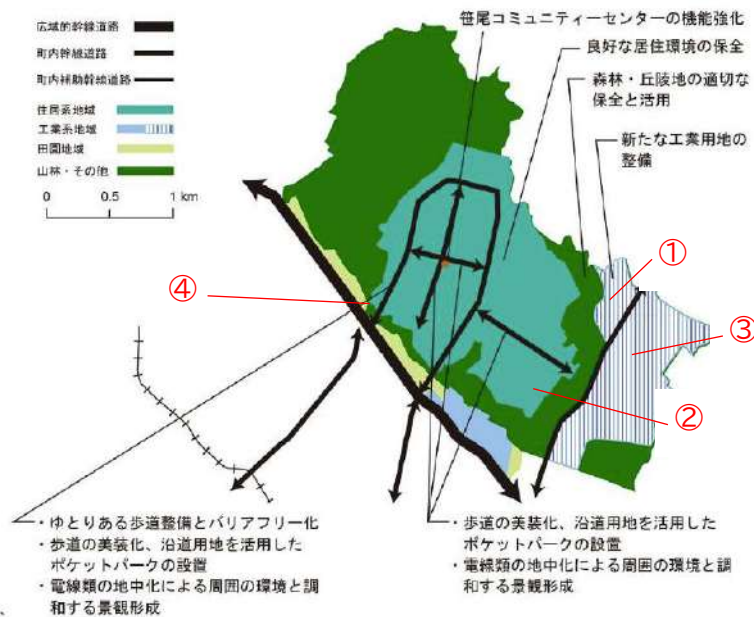 広域的幹線道路
町内幹線道路
町内補助幹線道路
住居系地域
工業系地域
田園地域
山林・その他
0 0.5 1 km
笹尾コミュニティーセンターの機能強化
良好な居住環境の保全
森林・丘陵地の適切な
保全と活用
新たな工業用地の
整備
①
③
④
②
・ゆとりある歩道整備とバリアフリー化
・歩道の美装化、沿道用地を活用した
ポケットパークの設置
・電線類の地中化による周囲の環境と調
和する景観形成
・歩道の美装化、沿道用地を活用した
ポケットパークの設置
・電線類の地中化による周囲の環境と調
和する景観形成
、